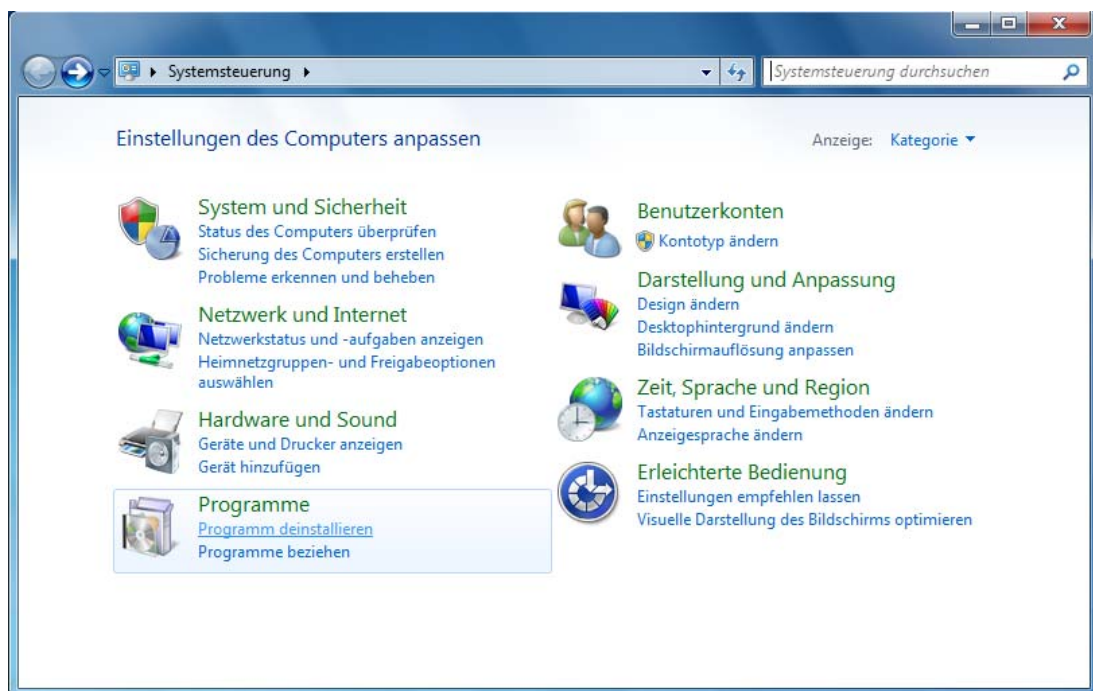 Systemsteuerung
Systemsteuerung durchsuchen
Einstellungen des Computers anpassen
Anzeige: Kategorie
System und Sicherheit
Status des Computers überprüfen
Sicherung des Computers erstellen
Probleme erkennen und beheben
Netzwerk und Internet
Netzwerkstatus und -aufgaben anzeigen
Heimnetzgruppen- und Freigabeoptionen
auswählen
Hardware und Sound
Geräte und Drucker anzeigen
Gerät hinzufügen
Programme
Programm deinstallieren
Programme beziehen
Benutzerkonten
Kontotyp ändern
Darstellung und Anpassung
Design ändern
Desktophintergrund ändern
Bildschirmauflösung anpassen
Zeit, Sprache und Region
Tastaturen und Eingabemethoden ändern
Anzeigesprache ändern
Erleichterte Bedienung
Einstellungen empfehlen lassen
Visuelle Darstellung des Bildschirms optimieren